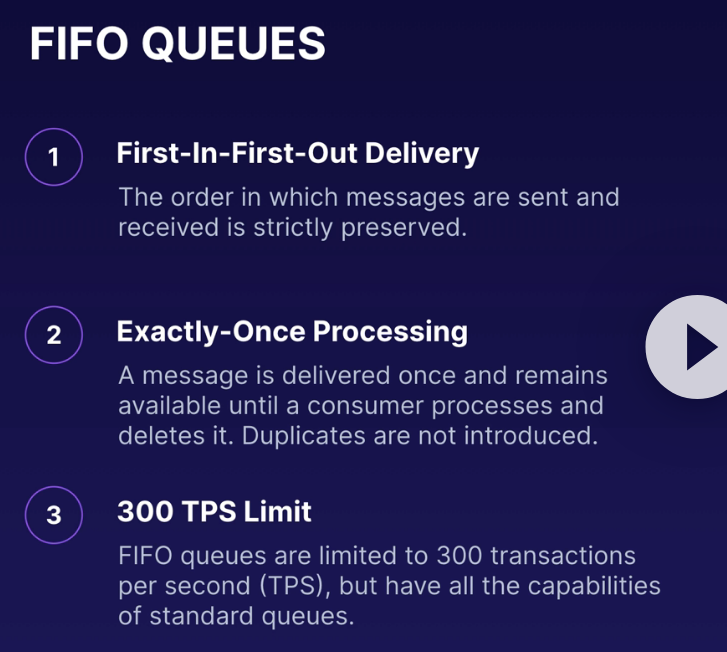 FIFO QUEUES
1
First-In-First-Out Delivery
The order in which messages are sent and
received is strictly preserved.
2
Exactly-Once Processing
A message is delivered once and remains
available until a consumer processes and
deletes it. Duplicates are not introduced.
3
300 TPS Limit
FIFO queues are limited to 300 transactions
per second (TPS), but have all the capabilities
of standard queues.